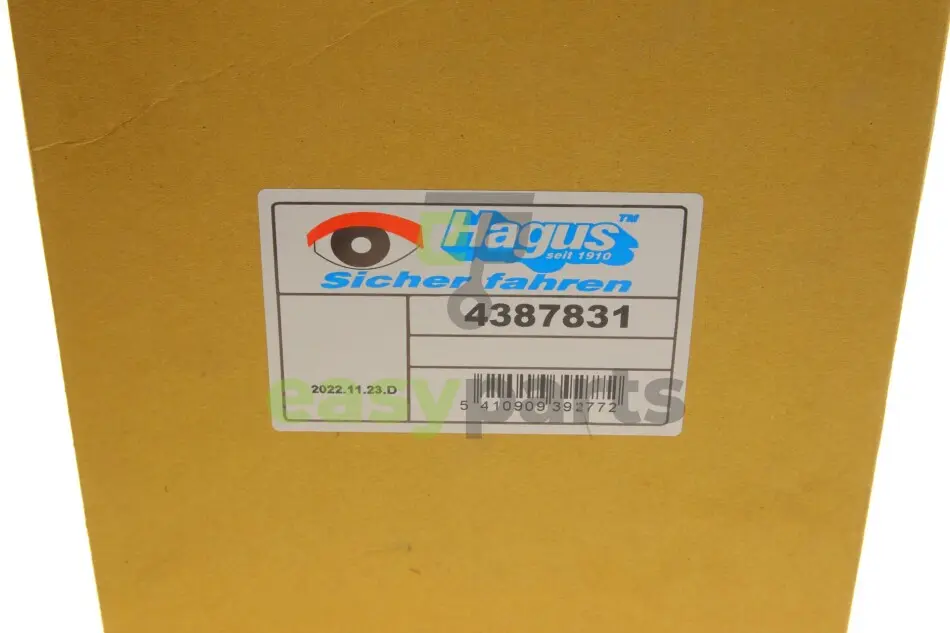 Hagus™
seit 1910
Sicher fahren
4387831
2022.11.23.D
5 410909 392772
easyparts